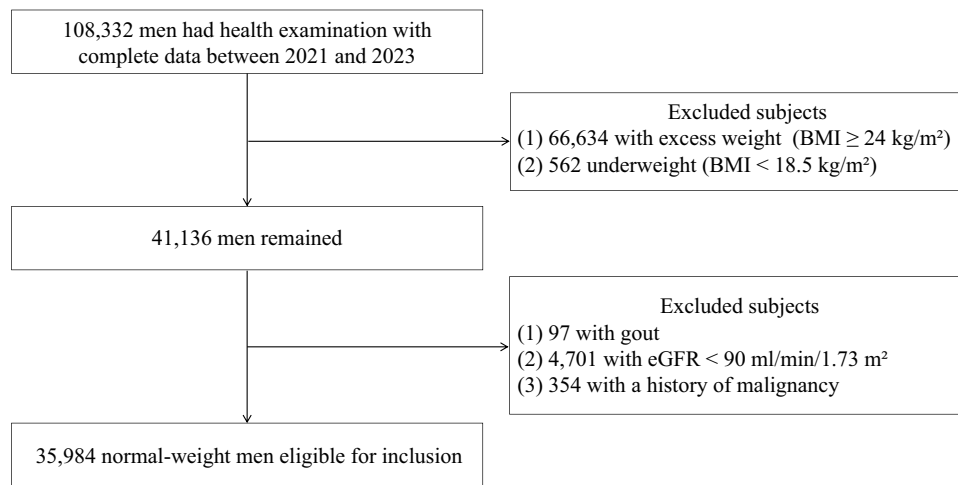 108,332 men had health examination with
complete data between 2021 and 2023
Excluded subjects
(1) 66,634 with excess weight (BMI ≥ 24 kg/m²)
(2) 562 underweight (BMI < 18.5 kg/m²)
41,136 men remained
Excluded subjects
(1) 97 with gout
(2) 4,701 with eGFR < 90 ml/min/1.73 m²
(3) 354 with a history of malignancy
35,984 normal-weight men eligible for inclusion